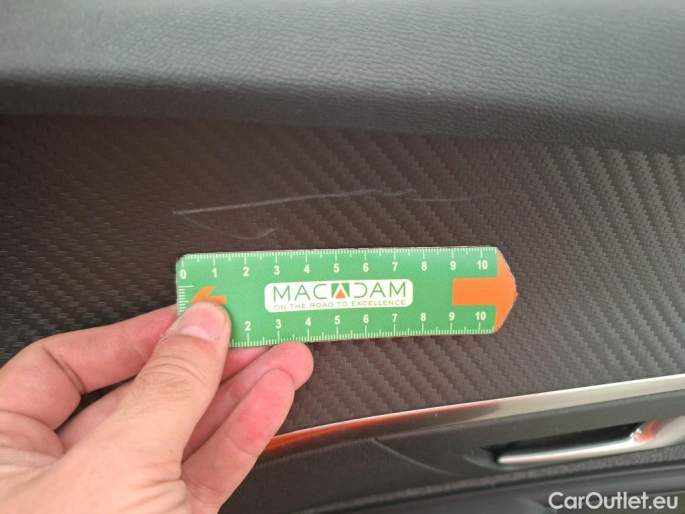 0 1 2 3 4 5 6 7 8 9 10
MACADAM
ON THE ROAD TO EXCELLENCE
2 3 4 5 6 7 8 9 10
CarOutlet.eu